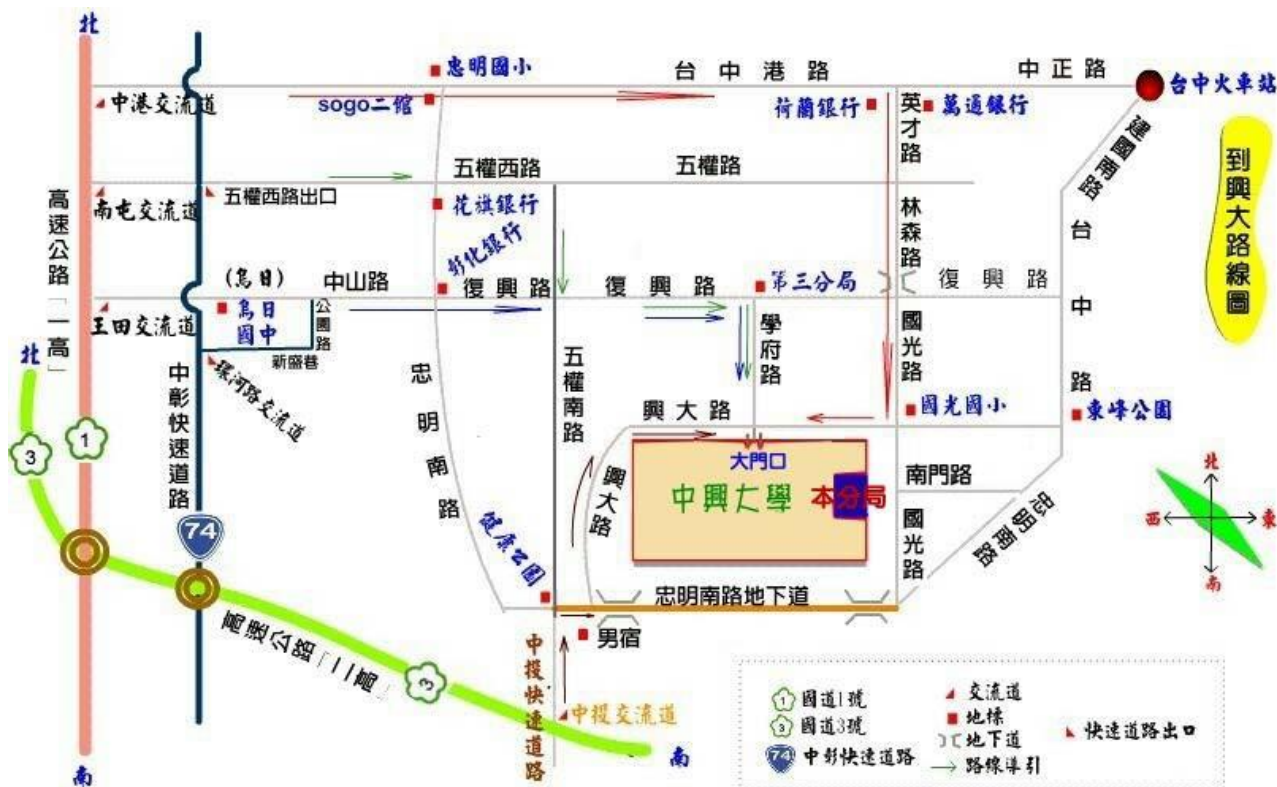 北
忠明國小
台中港路
中正路
台中火車站
中港交流道
sogo二館
荷蘭銀行
英才路
萬通銀行
建國南路
到興大路線圖
五權西路
五權路
高速公路「一高」
南屯交流道
五權西路出口
花旗銀行
林森路
台中路
彰化銀行
(烏日)
中山路
復興路
復興路
第三分局
復興路
王田交流道
烏日
國中
公園路
新盛巷
環河路交流道
北
中彰快速道路
忠明南路
五權南路
學府路
國光路
興大路
國光國小
東峰公園
1
3
大門口
中興大學
本分局
興大路
南門路
國光路
忠明南路
北
西
東
南
74
健康公園
忠明南路地下道
高速公路「二高」
3
中投快速道路
男宿
中投交流道
南
南
1 國道1號
3 國道3號
74 中彰快速道路
交流道
地標
地下道
路線導引
快速道路出口